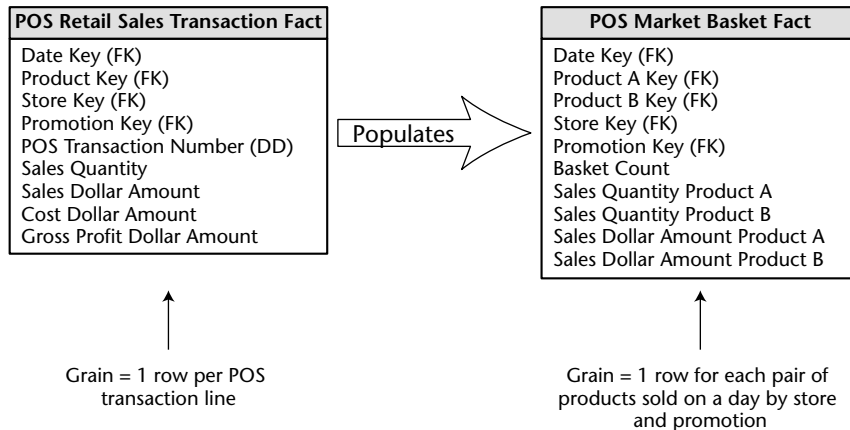 POS Retail Sales Transaction Fact
Date Key (FK)
Product Key (FK)
Store Key (FK)
Promotion Key (FK)
POS Transaction Number (DD)
Sales Quantity
Sales Dollar Amount
Cost Dollar Amount
Gross Profit Dollar Amount
Populates
POS Market Basket Fact
Date Key (FK)
Product A Key (FK)
Product B Key (FK)
Store Key (FK)
Promotion Key (FK)
Basket Count
Sales Quantity Product A
Sales Quantity Product B
Sales Dollar Amount Product A
Sales Dollar Amount Product B
Grain = 1 row per POS
transaction line
Grain = 1 row for each pair of
products sold on a day by store
and promotion